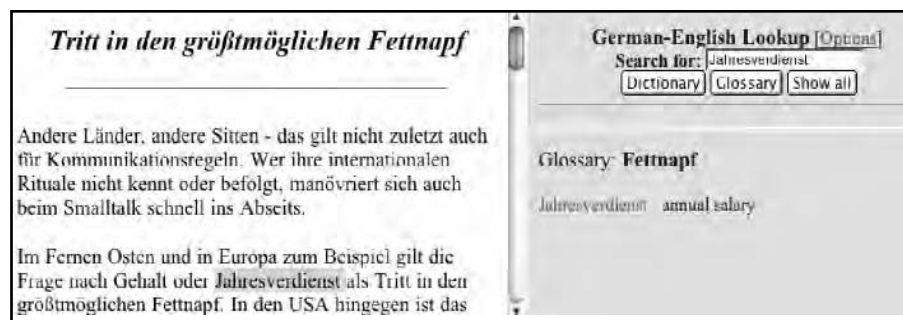 Tritt in den größtmöglichen Fettnapf
Andere Länder, andere Sitten - das gilt nicht zuletzt auch
für Kommunikationsregeln. Wer ihre internationalen
Rituale nicht kennt oder befolgt, manövriert sich auch
beim Smalltalk schnell ins Abseits.
Im Fernen Osten und in Europa zum Beispiel gilt die
Frage nach Gehalt oder Jahresverdienst als Tritt in den
größtmöglichen Fettnapf. In den USA hingegen ist das
German-English Lookup [Options]
Search for: Jahresverdienst
Dictionary Glossary Show all
Glossary: Fettnapf
Jahresverdienst annual salary